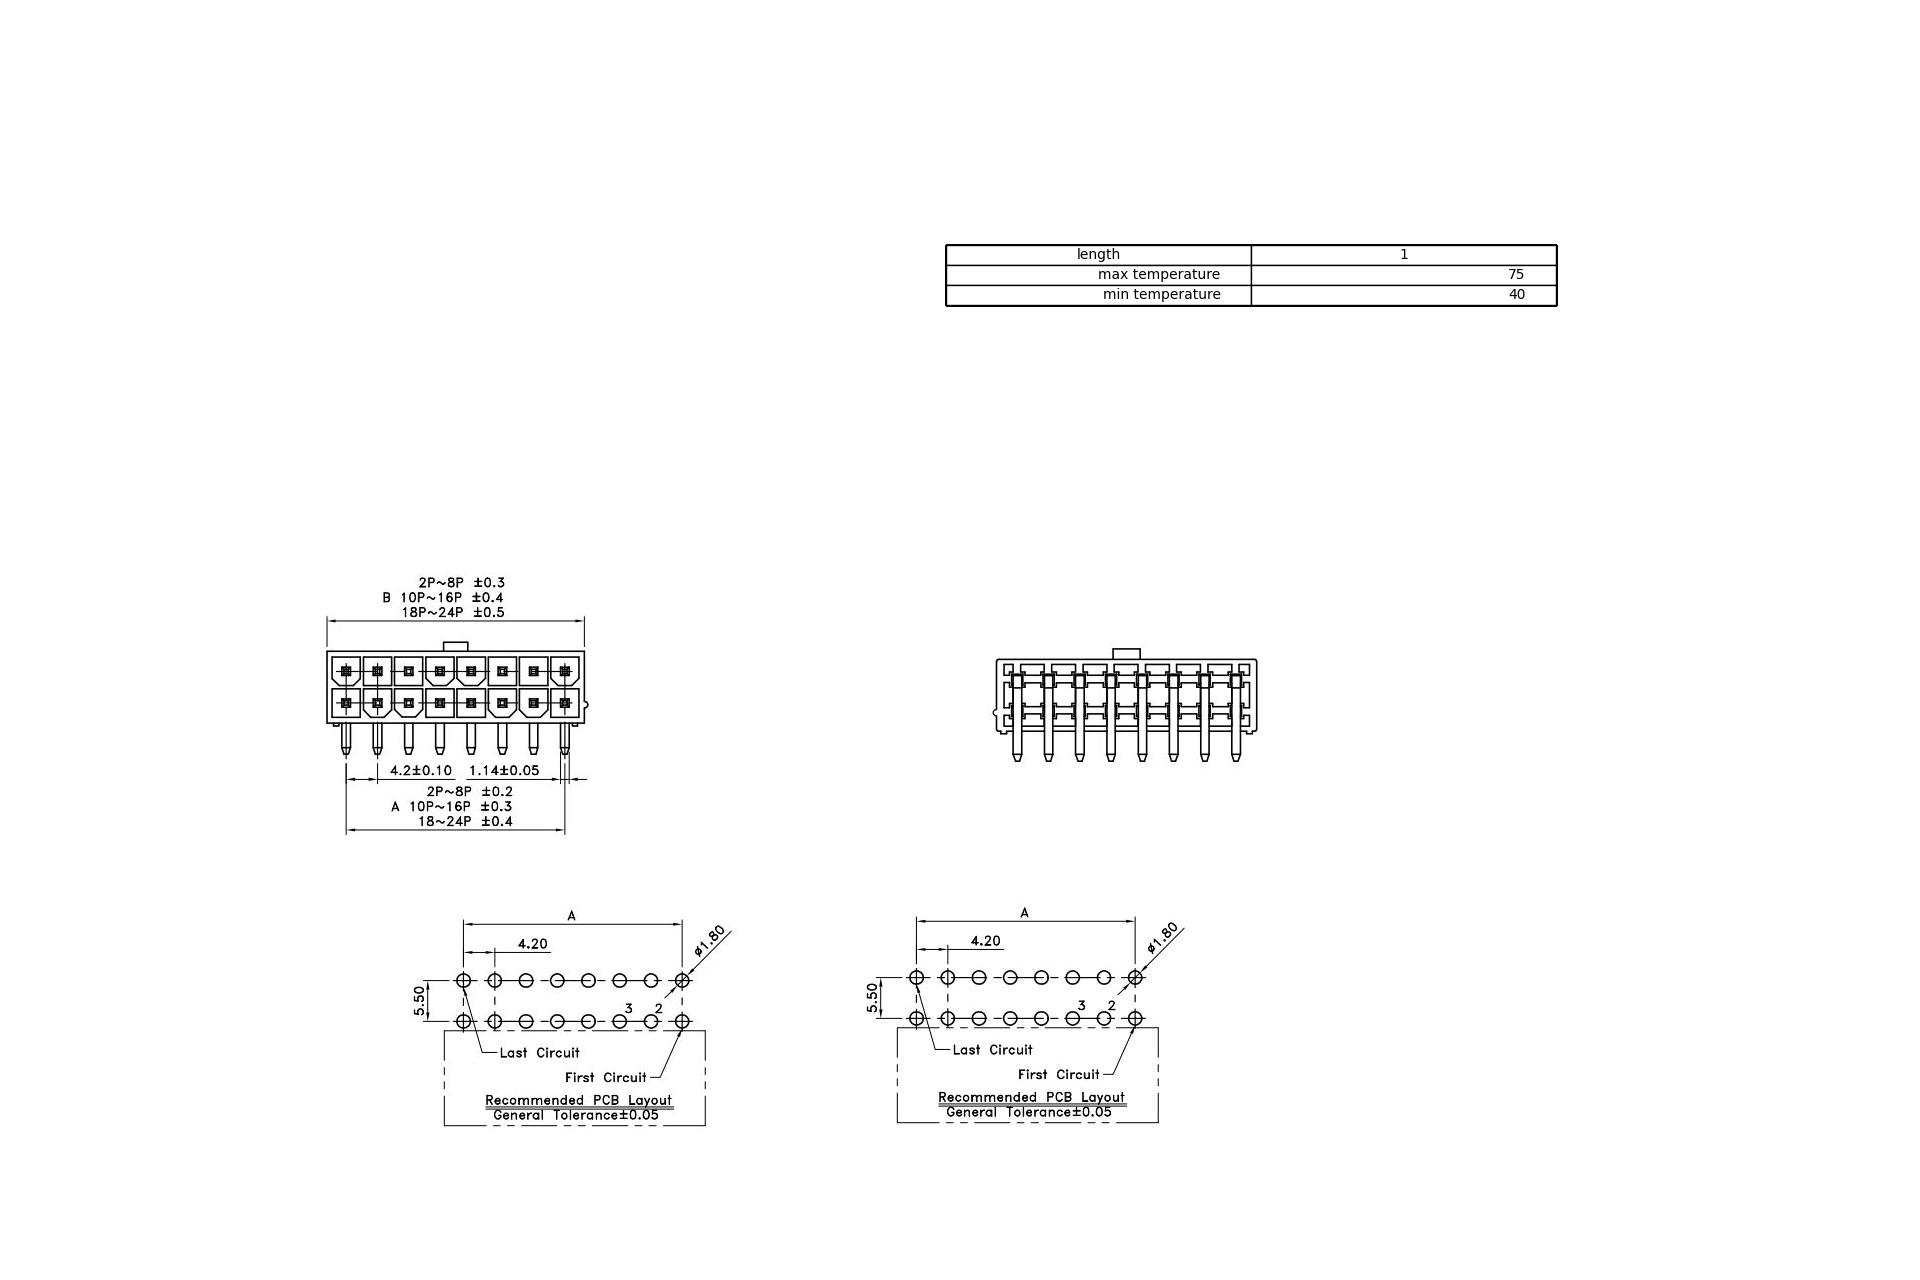 length 1
max temperature 75
min temperature 40
2P~8P ±0.3
B 10P~16P ±0.4
18P~24P ±0.5
4.2±0.10 1.14±0.05
2P~8P ±0.2
A 10P~16P ±0.3
18~24P ±0.4
A
4.20
ø1.80
5.50
3 2
Last Circuit
First Circuit
Recommended PCB Layout
General Tolerance±0.05
A
4.20
ø1.80
5.50
3 2
Last Circuit
First Circuit
Recommended PCB Layout
General Tolerance±0.05